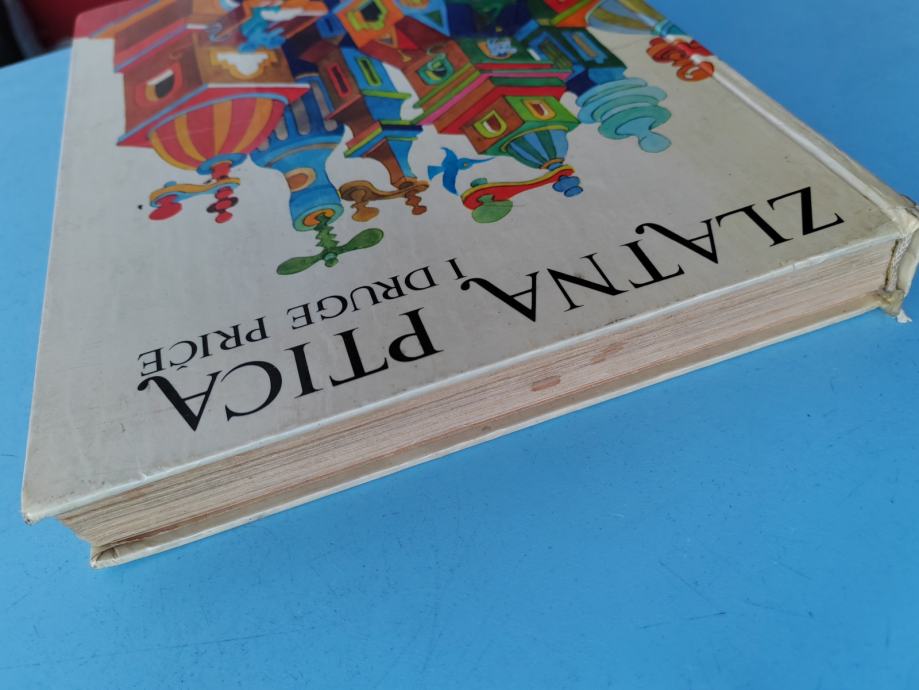 ZLATNA PTICA
I DRUGE PRIČE